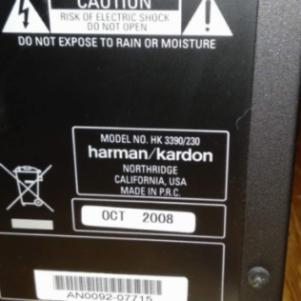 CAUTION
RISK OF ELECTRIC SHOCK
DO NOT OPEN
DO NOT EXPOSE TO RAIN OR MOISTURE
MODEL NO. HK 3390/230
harman/kardon
NORTHRIDGE
CALIFORNIA, USA
MADE IN P.R.C.
OCT 2008
AN0092-07715